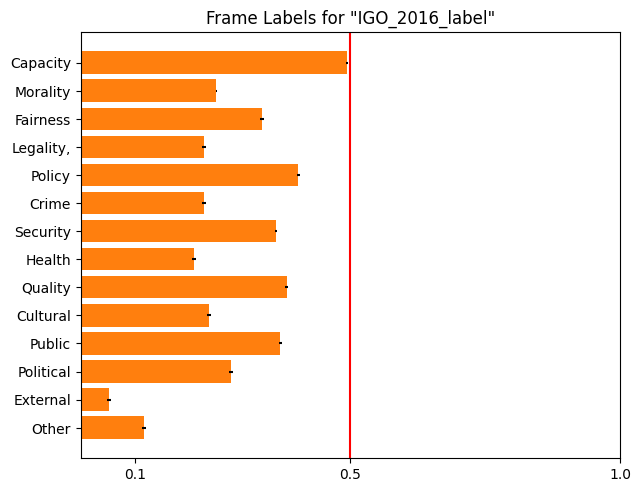 Frame Labels for "IGO_2016_label"
Capacity
Morality
Fairness
Legality,
Policy
Crime
Security
Health
Quality
Cultural
Public
Political
External
Other
0.1 0.5 1.0